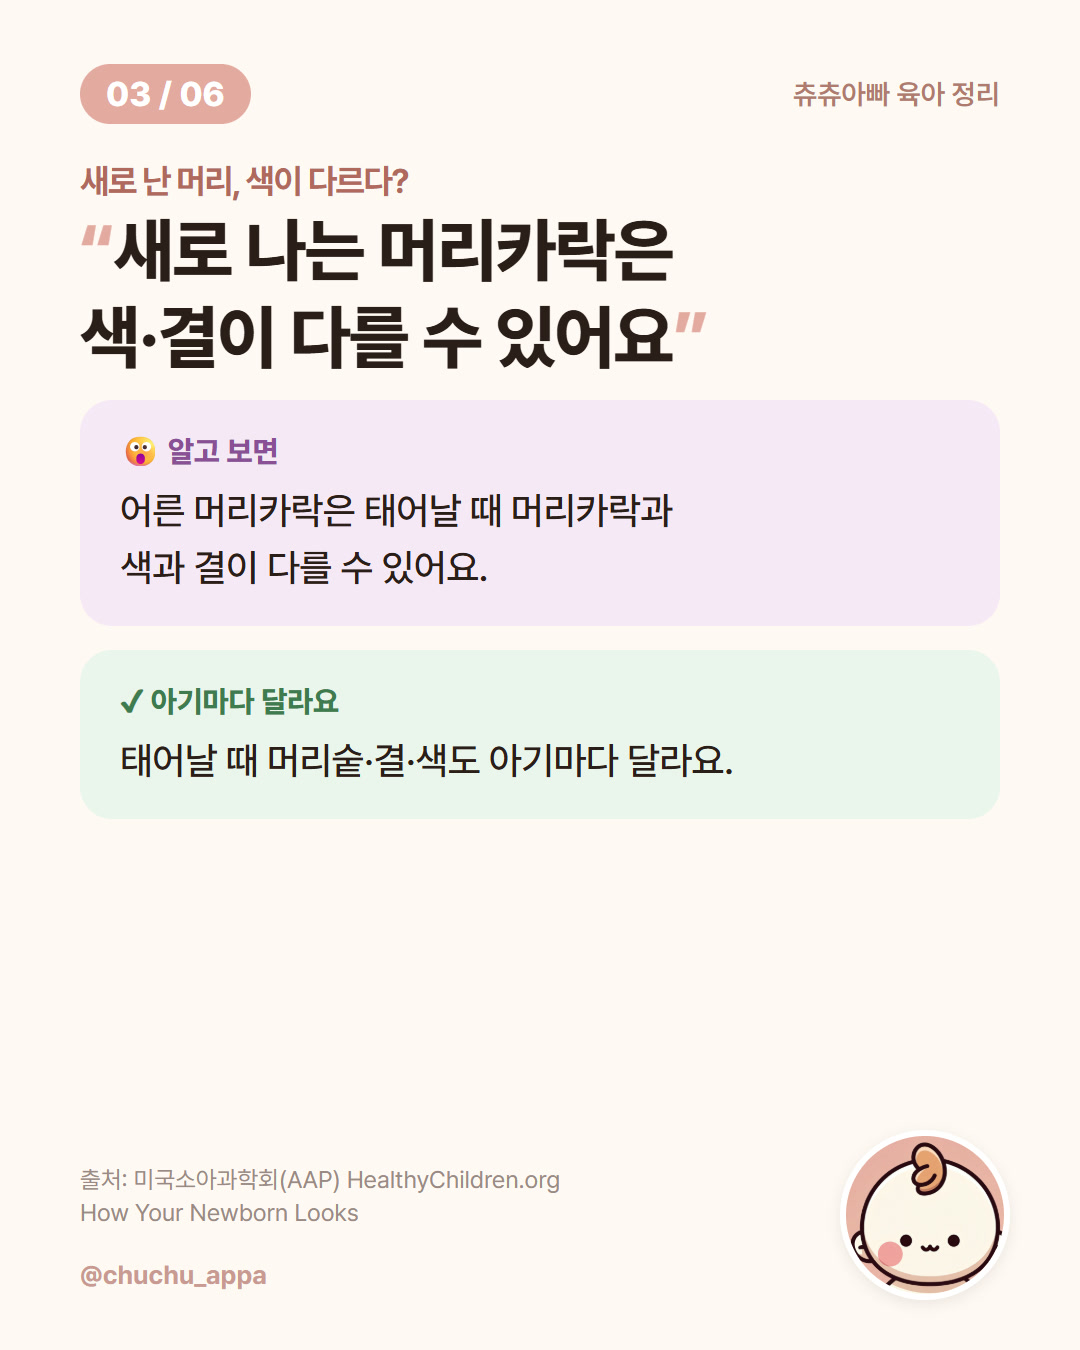 03 / 06
츄츄아빠 육아 정리
새로 난 머리, 색이 다르다?
“새로 나는 머리카락은
색·결이 다를 수 있어요”
알고 보면
어른 머리카락은 태어날 때 머리카락과
색과 결이 다를 수 있어요.
✓ 아기마다 달라요
태어날 때 머리숱·결·색도 아기마다 달라요.
출처: 미국소아과학회(AAP) HealthyChildren.org
How Your Newborn Looks
@chuchu_appa